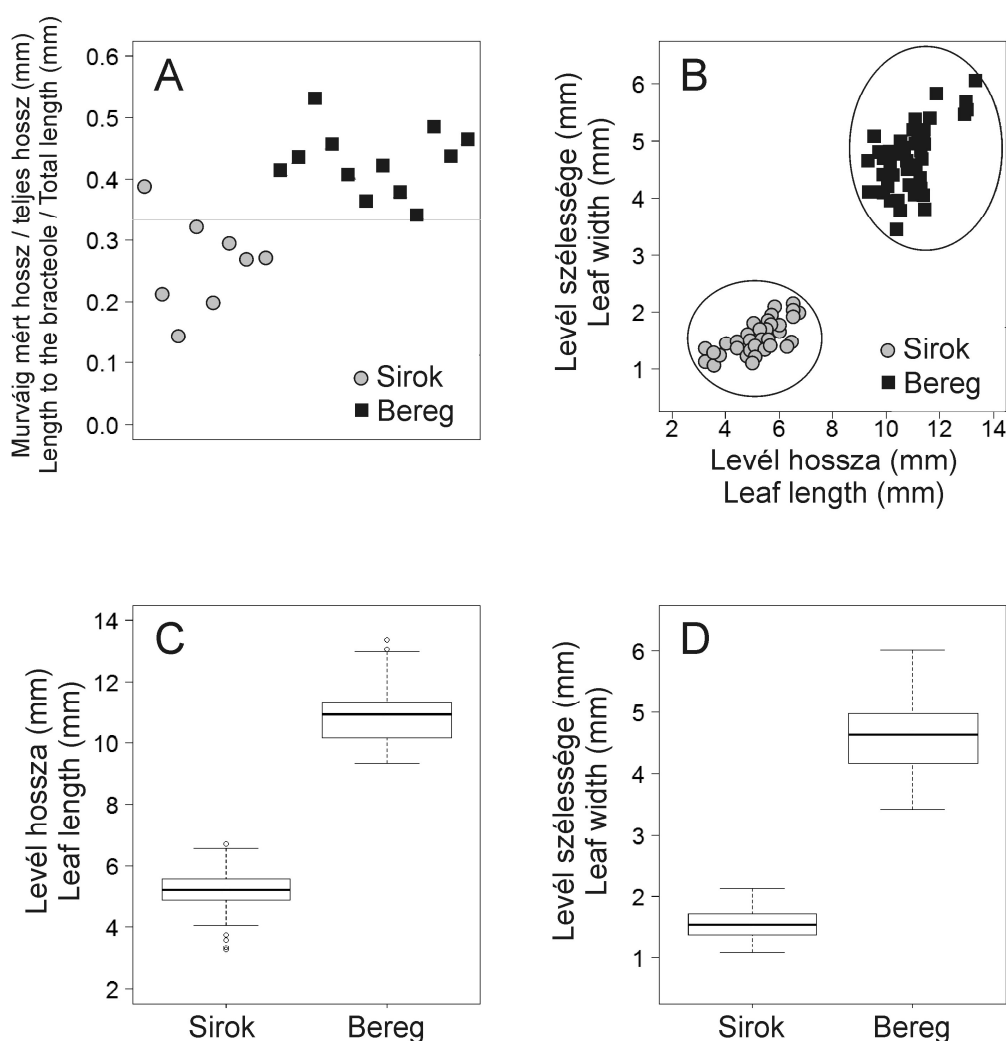 Murváig mért hossz / teljes hossz (mm)
Length to the bracteole / Total length (mm)
0.6
0.5
0.4
0.3
0.2
0.1
0.0
A
Sirok
Bereg
Levél szélessége (mm)
Leaf width (mm)
6
5
4
3
2
1
B
Sirok
Bereg
2 4 6 8 10 12 14
Levél hossza (mm)
Leaf length (mm)
Levél hossza (mm)
Leaf length (mm)
14
12
10
8
6
4
2
C
Sirok Bereg
Levél szélessége (mm)
Leaf width (mm)
6
5
4
3
2
1
D
Sirok Bereg